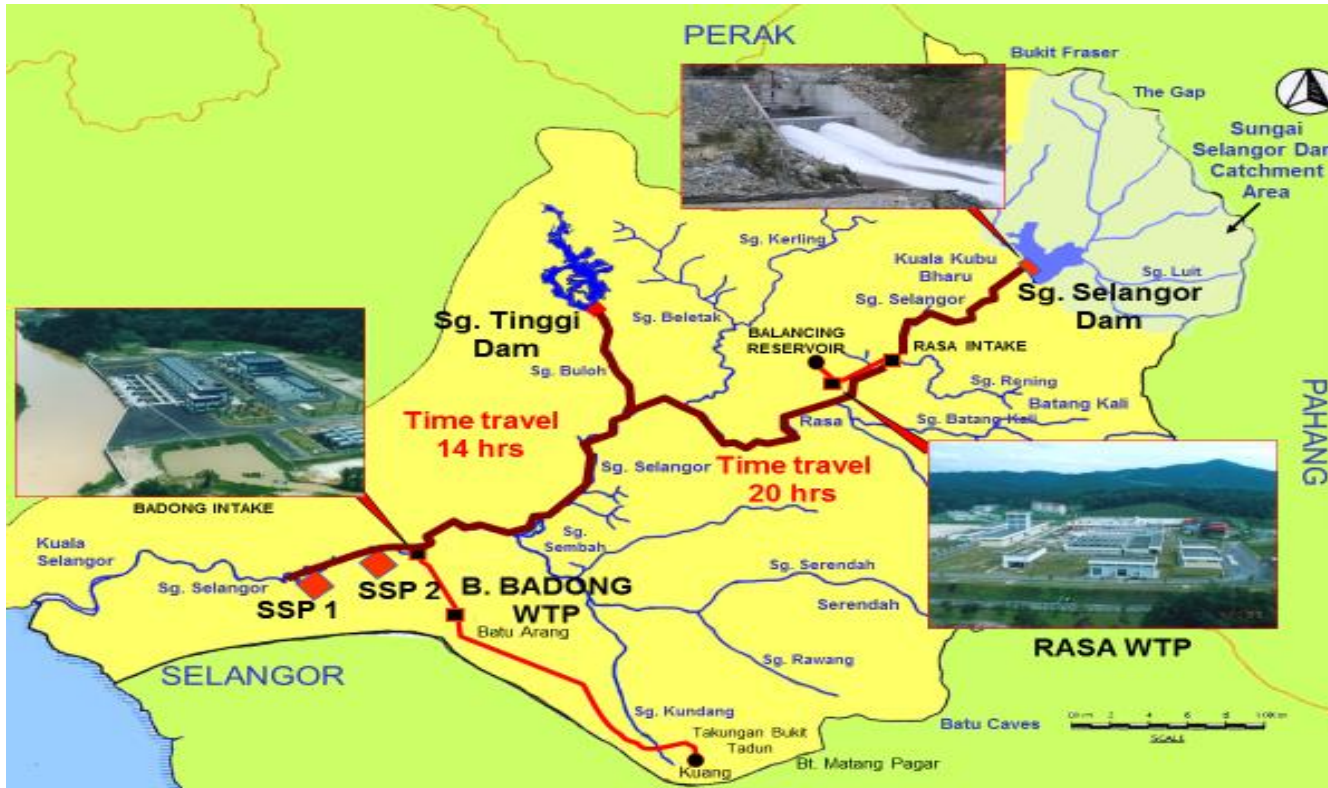 PERAK
Bukit Fraser
The Gap
Sungai
Selangor Dam
Catchment
Area
Sg. Kerling
Kuala Kubu
Bharu
Sg. Luit
Sg. Selangor
Sg. Selangor
Dam
Sg. Tinggi
Dam
Sg. Beletak
BALANCING
RESERVOIR
RASA INTAKE
Sg. Buloh
Sg. Rening
Batang Kali
PAHANG
Time travel
14 hrs
Rasa
Sg. Batang Kali
Sg. Selangor
Time travel
20 hrs
BADONG INTAKE
Sg.
Sembah
Kuala
Selangor
Sg. Selangor
SSP 1
SSP 2
B. BADONG
WTP
Sg. Serendah
Serendah
Batu Arang
RASA WTP
SELANGOR
Sg. Rawang
Sg. Kundang
Batu Caves
Takungan Bukit
Tadun
Kuang
Bt. Matang Pagar
2
4
6
8
SCALE